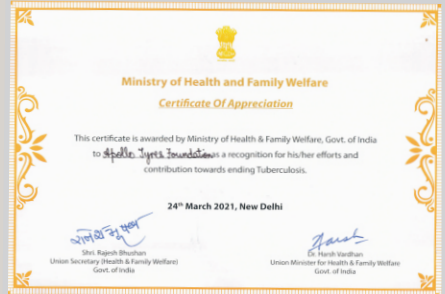 Ministry of Health and Family Welfare
Certificate Of Appreciation
This certificate is awarded by Ministry of Health & Family Welfare, Govt. of India
to Apollo Tyres Foundation as a recognition for his/her efforts and
contribution towards ending Tuberculosis.
24th March 2021, New Delhi
Harsh
Shri. Rajesh Bhushan
Union Secretary (Health & Family Welfare)
Govt. of India
Dr. Harsh Vardhan
Union Minister for Health & Family Welfare
Govt. of India